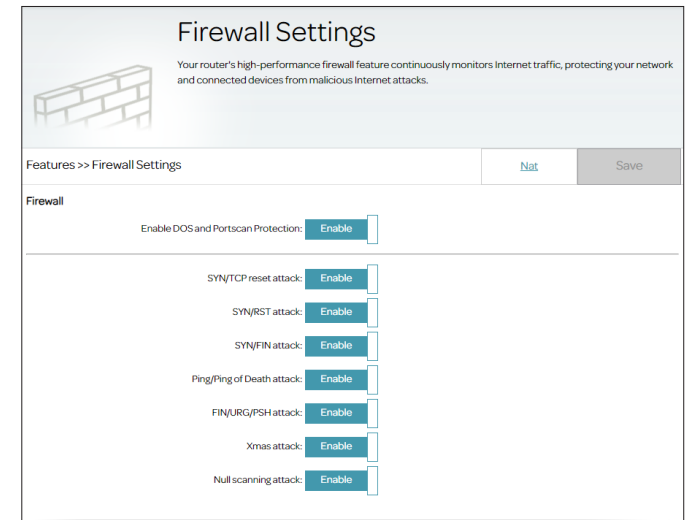 Firewall Settings
Your router's high-performance firewall feature continuously monitors Internet traffic, protecting your network
and connected devices from malicious Internet attacks.
Features >> Firewall Settings
Nat
Save
Firewall
Enable DOS and Portscan Protection: Enable
SYN/TCP reset attack: Enable
SYN/RST attack: Enable
SYN/FIN attack: Enable
Ping/Ping of Death attack: Enable
FIN/URG/PSH attack: Enable
Xmas attack: Enable
Null scanning attack: Enable